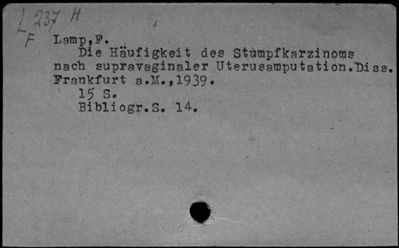 L 237 H
F
Lamp,F.
Die Häufigkeit des Stumpfkarzinoms
nach supravaginaler Uterusamputation.Diss.
Frankfurt a.M.,1939.
15 S.
Bibliogr.S. 14.